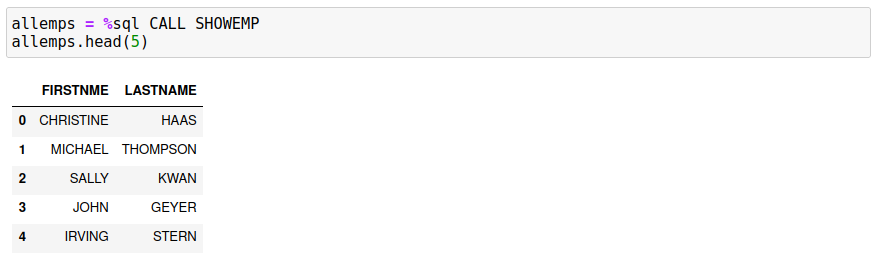 allemps = %sql CALL SHOWEMP
allemps.head(5)
FIRSTNME LASTNAME
0 CHRISTINE HAAS
1 MICHAEL THOMPSON
2 SALLY KWAN
3 JOHN GEYER
4 IRVING STERN